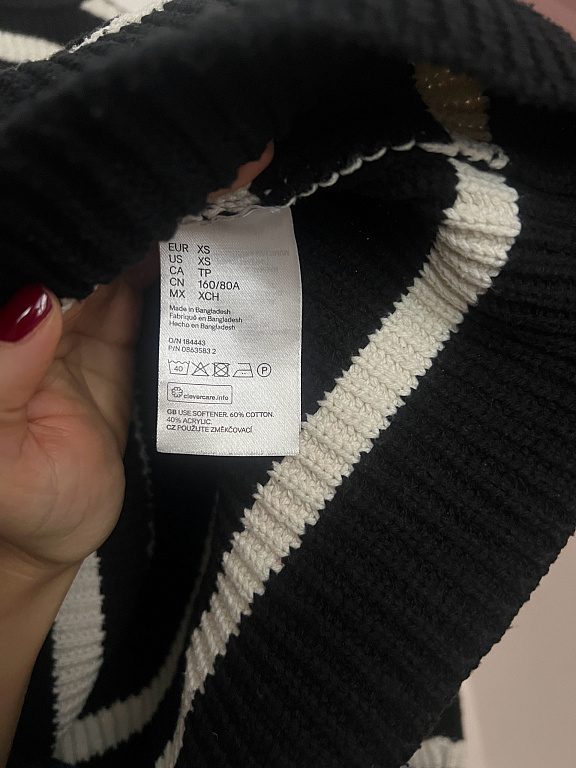 EUR XS
US XS
CA TP
CN 160/80A
MX XCH
Made in Bangladesh
Fabriqué en Bangladesh
Hecho en Bangladesh
O/N 184443
P/N 0863583 2
40 P
clevercare.info
GB USE SOFTENER. 60% COTTON.
40% ACRYLIC.
CZ POUŽIJTE ZMĚKČOVAČÍ